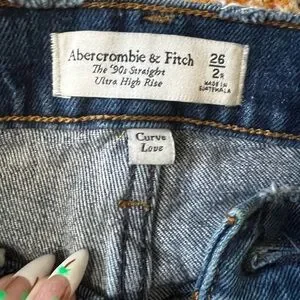 Abercrombie & Fitch
The '90s Straight
Ultra High Rise
26
2R
MADE IN
GUATEMALA
Curve
Love